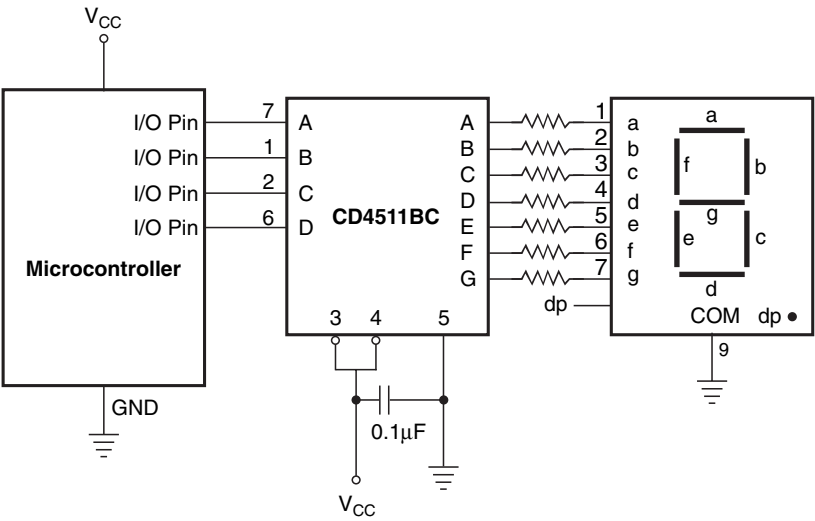 VCC
Microcontroller
I/O Pin
I/O Pin
I/O Pin
I/O Pin
GND
7
1
2
6
A
B
C
D
CD4511BC
A
B
C
D
E
F
G
3
4
5
0.1μF
VCC
1
2
3
4
5
6
7
dp
a
b
c
d
e
f
g
a
f
b
g
e
c
d
COM
dp
9